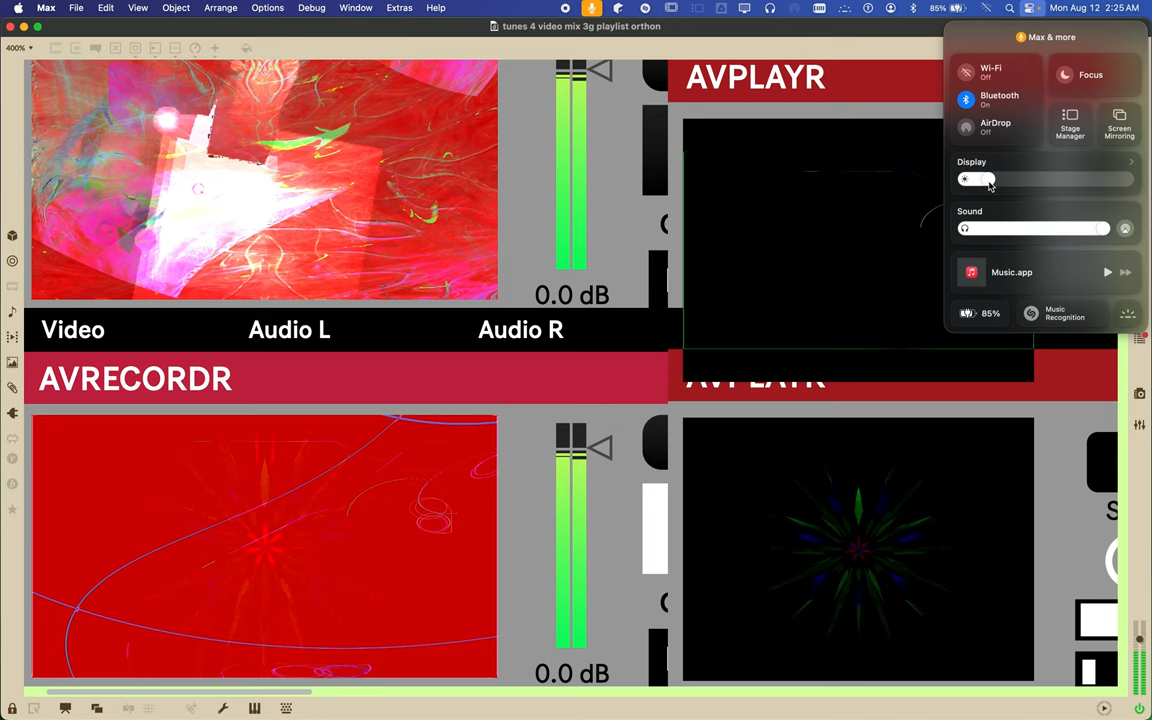 Max File Edit View Object Arrange Options Debug Window Extras Help
85% Mon Aug 12 2:25 AM
tunes 4 video mix 3g playlist orthon
400%
Max & more
Wi-Fi
Off
Focus
Bluetooth
On
AirDrop
Off
Stage
Manager
Screen
Mirroring
Display
Sound
Music.app
85%
Music
Recognition
AVPLAYR
0.0 dB
Video Audio L Audio R
AVRECORDR
AVPLAYR
0.0 dB